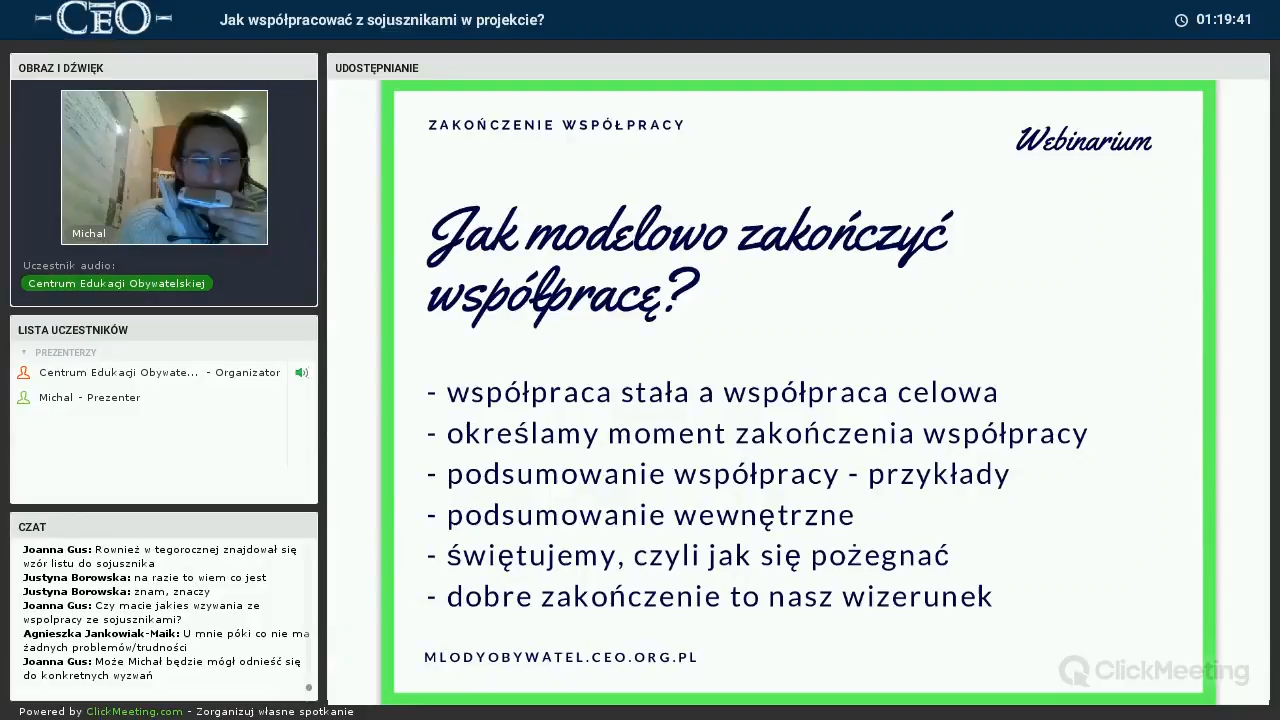 CEO
Jak współpracować z sojusznikami w projekcie?
01:19:41
OBRAZ I DŹWIĘK
Michal
Uczestnik audio:
Centrum Edukacji Obywatelskiej
LISTA UCZESTNIKÓW
PREZENTERZY
Centrum Edukacji Obywate... - Organizator
Michal - Prezenter
CZAT
Joanna Gus: Rownież w tegorocznej znajdował się
wzór listu do sojusznika
Justyna Borowska: na razie to wiem co jest
Justyna Borowska: znam, znaczy
Joanna Gus: Czy macie jakies wzywania ze
wspolpracy ze sojusznikami?
Agnieszka Jankowiak-Maik: U mnie póki co nie ma
żadnych problemów/trudności
Joanna Gus: Może Michał będzie mógł odnieść się
do konkretnych wyzwań
UDOSTĘPNIANIE
ZAKOŃCZENIE WSPÓŁPRACY
Webinarium
Jak modelowo zakończyć
współpracę?
- współpraca stała a współpraca celowa
- określamy moment zakończenia współpracy
- podsumowanie współpracy - przykłady
- podsumowanie wewnętrzne
- świętujemy, czyli jak się pożegnać
- dobre zakończenie to nasz wizerunek
MLODYOBYWATEL.CEO.ORG.PL
ClickMeeting
Powered by ClickMeeting.com - Zorganizuj własne spotkanie